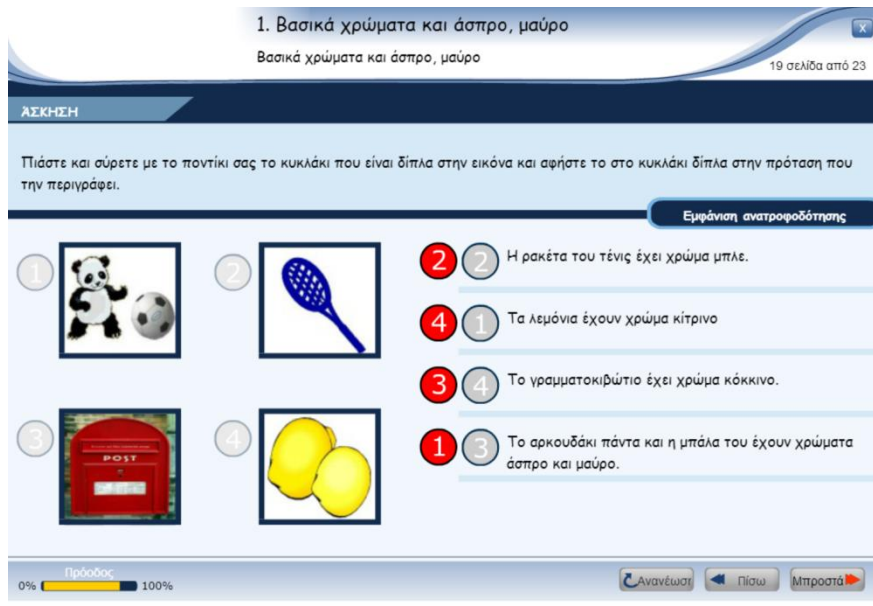 1. Βασικά χρώματα και άσπρο, μαύρο
X
Βασικά χρώματα και άσπρο, μαύρο
19 σελίδα από 23
ΆΣΚΗΣΗ
Πιάστε και σύρετε με το ποντίκι σας το κυκλάκι που είναι δίπλα στην εικόνα και αφήστε το στο κυκλάκι δίπλα στην πρόταση που
την περιγράφει.
Εμφάνιση ανατροφοδότησης
1
2
POST
3
4
2 2 Η ρακέτα του τένις έχει χρώμα μπλε.
4 1 Τα λεμόνια έχουν χρώμα κίτρινο
3 4 Το γραμματοκιβώτιο έχει χρώμα κόκκινο.
1 3 Το αρκουδάκι πάντα και η μπάλα του έχουν χρώματα
άσπρο και μαύρο.
Πρόοδος
0% 100%
Ανανέωση
Πίσω
Μπροστά